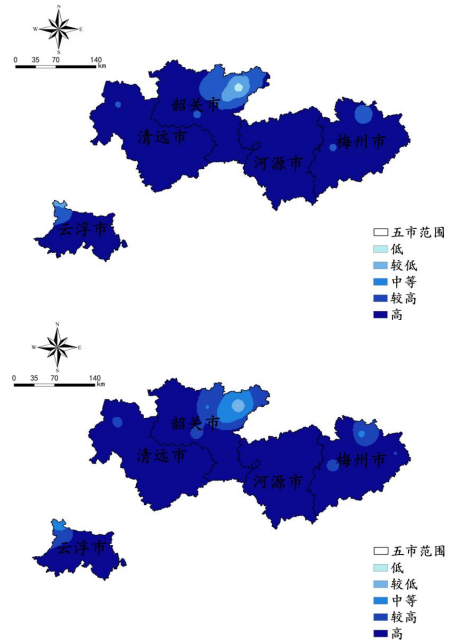 N
W E
S
0 35 70 140
km
韶关市
清远市
梅州市
河源市
云浮市
五市范围
低
较低
中等
较高
高
N
W E
S
0 35 70 140
km
韶关市
清远市
梅州市
河源市
云浮市
五市范围
低
较低
中等
较高
高